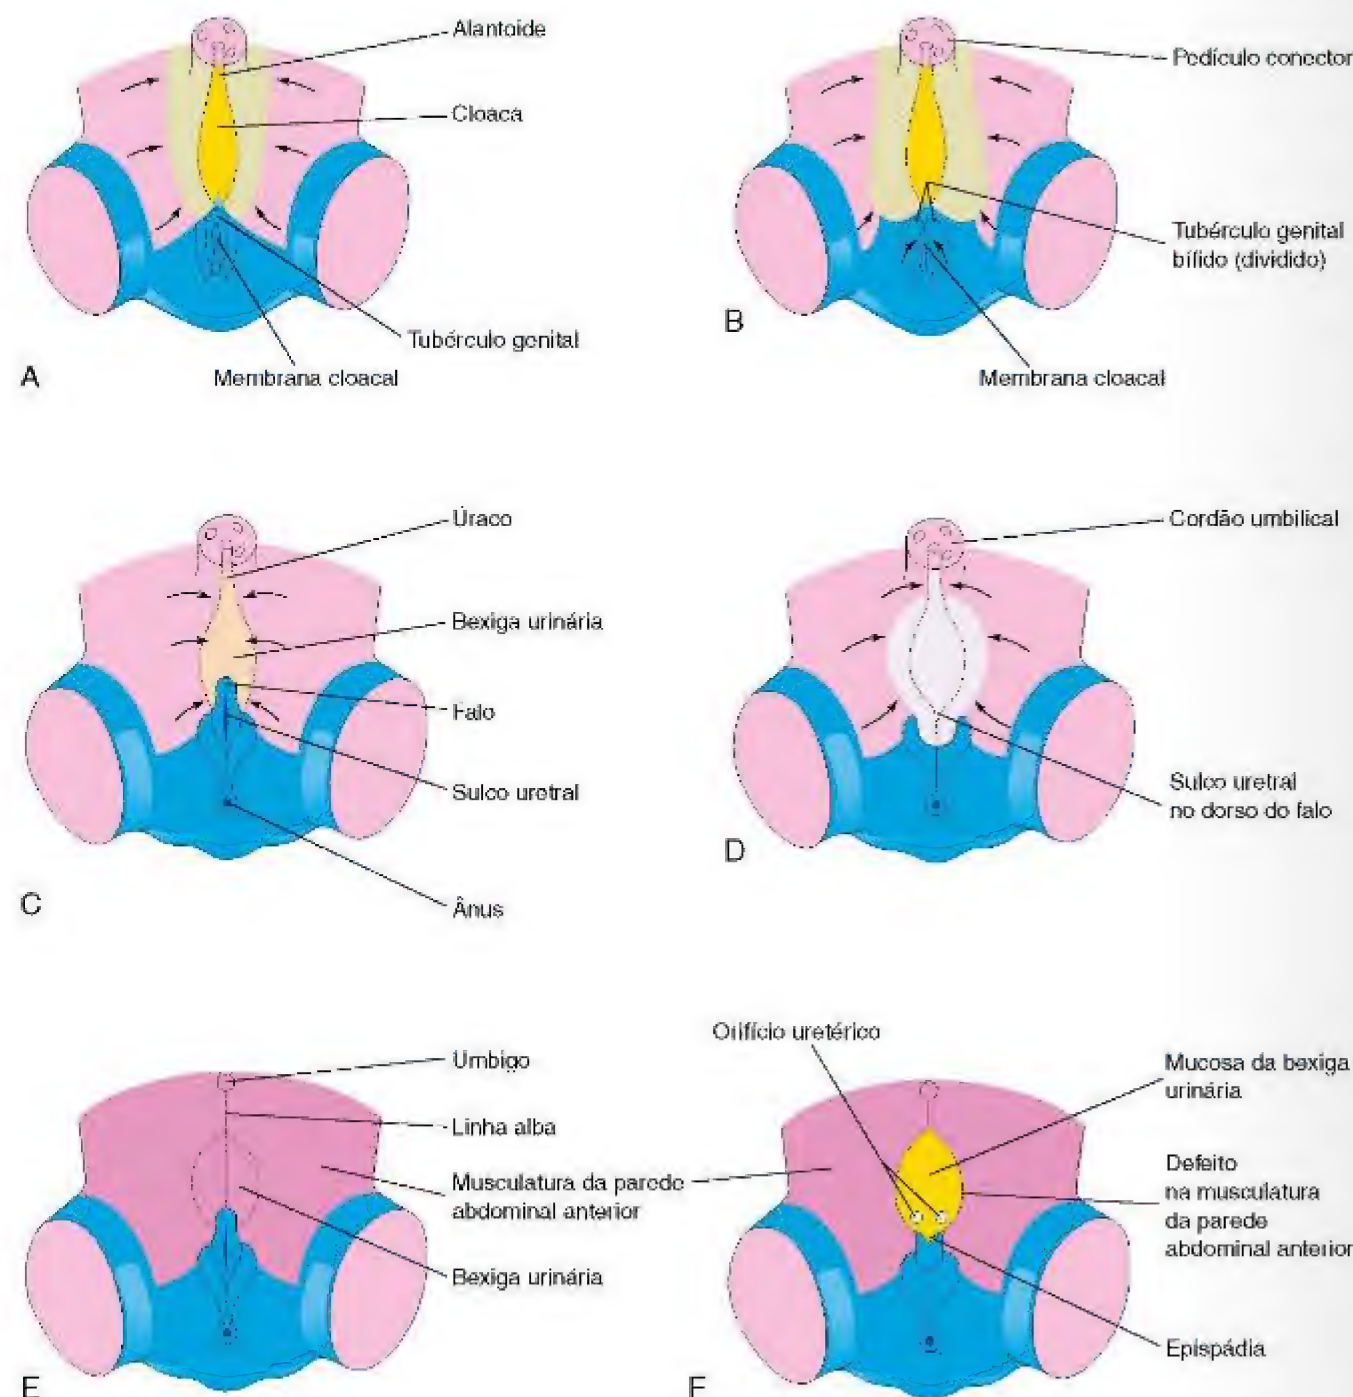 Alantoide
Cloaca
Tubérculo genital
Membrana cloacal
A
Pedículo conector
Tubérculo genital
bífido (dividido)
Membrana cloacal
B
Úraco
Bexiga urinária
Falo
Sulco uretral
Ânus
C
Cordão umbilical
Sulco uretral
no dorso do falo
D
Umbigo
Linha alba
Musculatura da parede
abdominal anterior
Bexiga urinária
E
Orifício uretérico
Mucosa da bexiga
urinária
Defeito
na musculatura
da parede
abdominal anterior
Epispádia
F